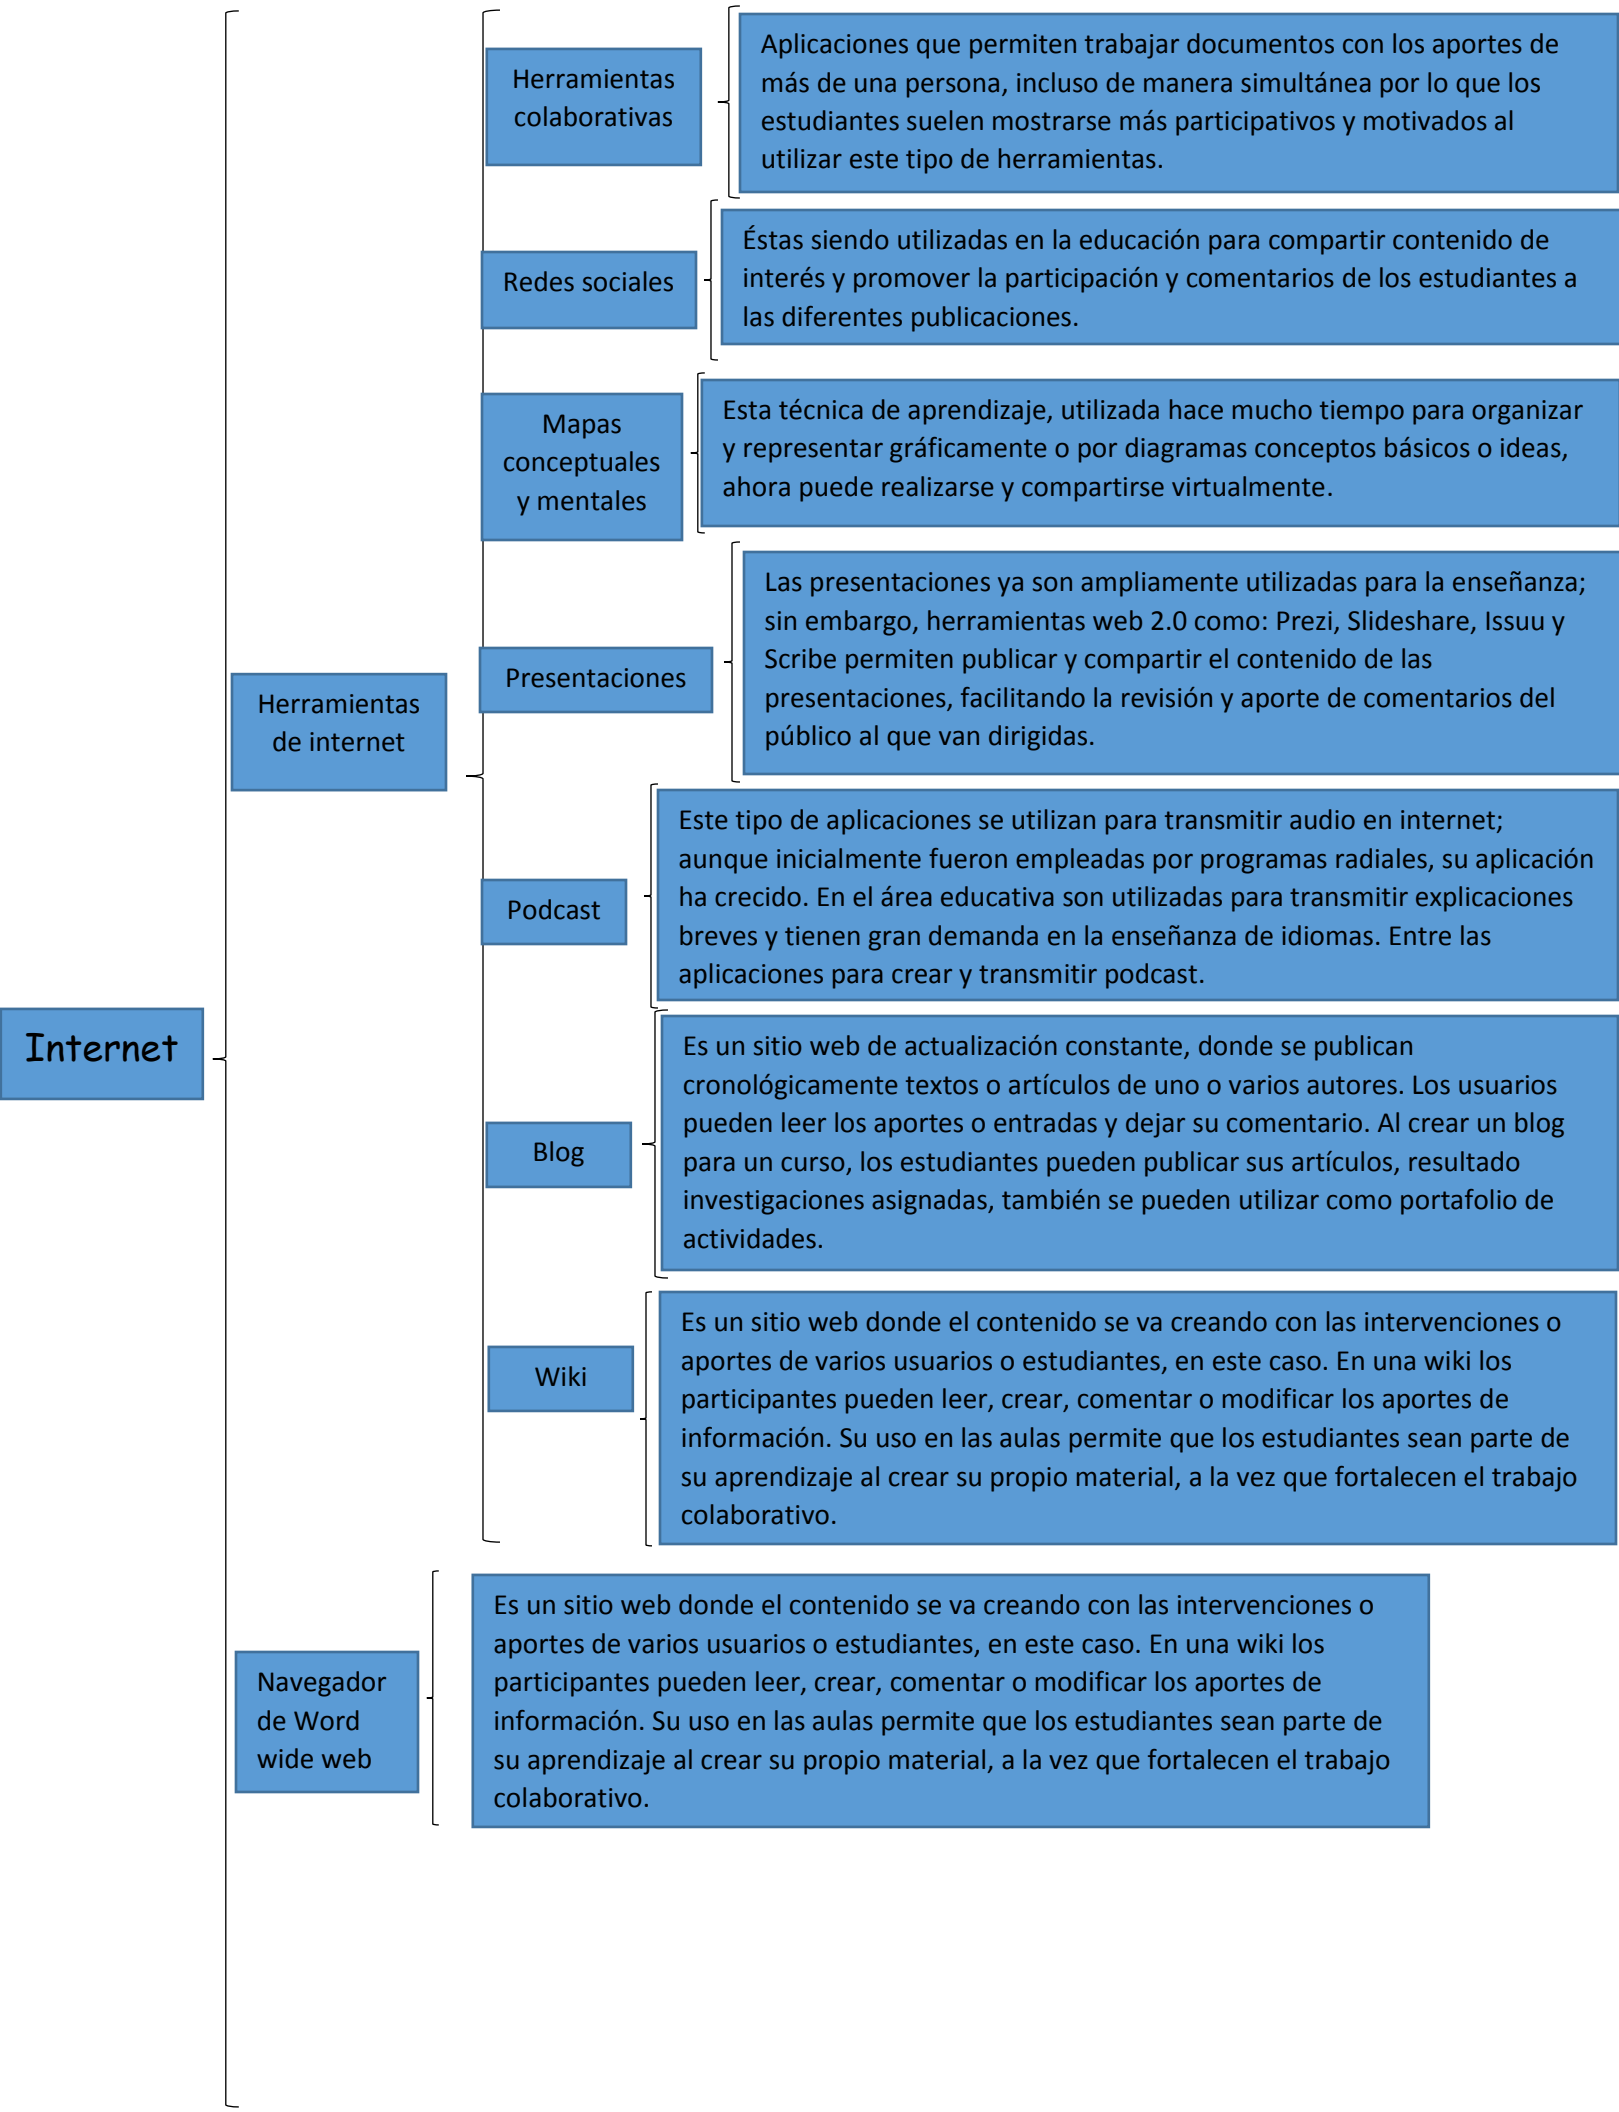 Internet
Herramientas
de internet
Herramientas
colaborativas
Aplicaciones que permiten trabajar documentos con los aportes de
más de una persona, incluso de manera simultánea por lo que los
estudiantes suelen mostrarse más participativos y motivados al
utilizar este tipo de herramientas.
Redes sociales
Éstas siendo utilizadas en la educación para compartir contenido de
interés y promover la participación y comentarios de los estudiantes a
las diferentes publicaciones.
Mapas
conceptuales
y mentales
Esta técnica de aprendizaje, utilizada hace mucho tiempo para organizar
y representar gráficamente o por diagramas conceptos básicos o ideas,
ahora puede realizarse y compartirse virtualmente.
Presentaciones
Las presentaciones ya son ampliamente utilizadas para la enseñanza;
sin embargo, herramientas web 2.0 como: Prezi, Slideshare, Issuu y
Scribe permiten publicar y compartir el contenido de las
presentaciones, facilitando la revisión y aporte de comentarios del
público al que van dirigidas.
Podcast
Este tipo de aplicaciones se utilizan para transmitir audio en internet;
aunque inicialmente fueron empleadas por programas radiales, su aplicación
ha crecido. En el área educativa son utilizadas para transmitir explicaciones
breves y tienen gran demanda en la enseñanza de idiomas. Entre las
aplicaciones para crear y transmitir podcast.
Blog
Es un sitio web de actualización constante, donde se publican
cronológicamente textos o artículos de uno o varios autores. Los usuarios
pueden leer los aportes o entradas y dejar su comentario. Al crear un blog
para un curso, los estudiantes pueden publicar sus artículos, resultado
investigaciones asignadas, también se pueden utilizar como portafolio de
actividades.
Wiki
Es un sitio web donde el contenido se va creando con las intervenciones o
aportes de varios usuarios o estudiantes, en este caso. En una wiki los
participantes pueden leer, crear, comentar o modificar los aportes de
información. Su uso en las aulas permite que los estudiantes sean parte de
su aprendizaje al crear su propio material, a la vez que fortalecen el trabajo
colaborativo.
Navegador
de Word
wide web
Es un sitio web donde el contenido se va creando con las intervenciones o
aportes de varios usuarios o estudiantes, en este caso. En una wiki los
participantes pueden leer, crear, comentar o modificar los aportes de
información. Su uso en las aulas permite que los estudiantes sean parte de
su aprendizaje al crear su propio material, a la vez que fortalecen el trabajo
colaborativo.